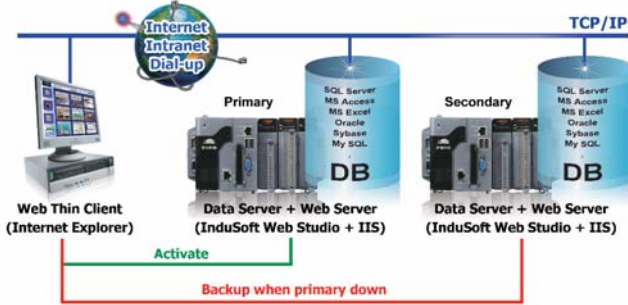 Internet
Intranet
Dial-up
TCP/IP
Primary
SQL Server
MS Access
MS Excel
Oracle
Sybase
My SQL
DB
Secondary
SQL Server
MS Access
MS Excel
Oracle
Sybase
My SQL
DB
Web Thin Client
(Internet Explorer)
Data Server + Web Server
(InduSoft Web Studio + IIS)
Data Server + Web Server
(InduSoft Web Studio + IIS)
Activate
Backup when primary down